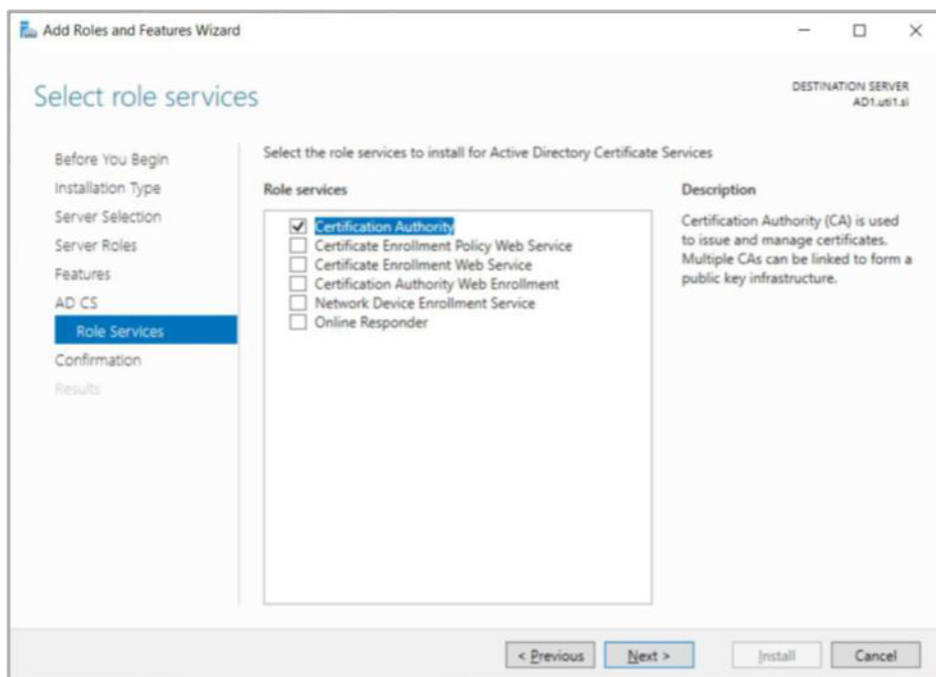 Add Roles and Features Wizard
Select role services
DESTINATION SERVER
AD1.uti1.si
Before You Begin
Installation Type
Server Selection
Server Roles
Features
AD CS
Role Services
Confirmation
Results
Select the role services to install for Active Directory Certificate Services
Role services
Certification Authority
Certificate Enrollment Policy Web Service
Certificate Enrollment Web Service
Certification Authority Web Enrollment
Network Device Enrollment Service
Online Responder
Description
Certification Authority (CA) is used
to issue and manage certificates.
Multiple CAs can be linked to form a
public key infrastructure.
< Previous
Next >
Install
Cancel